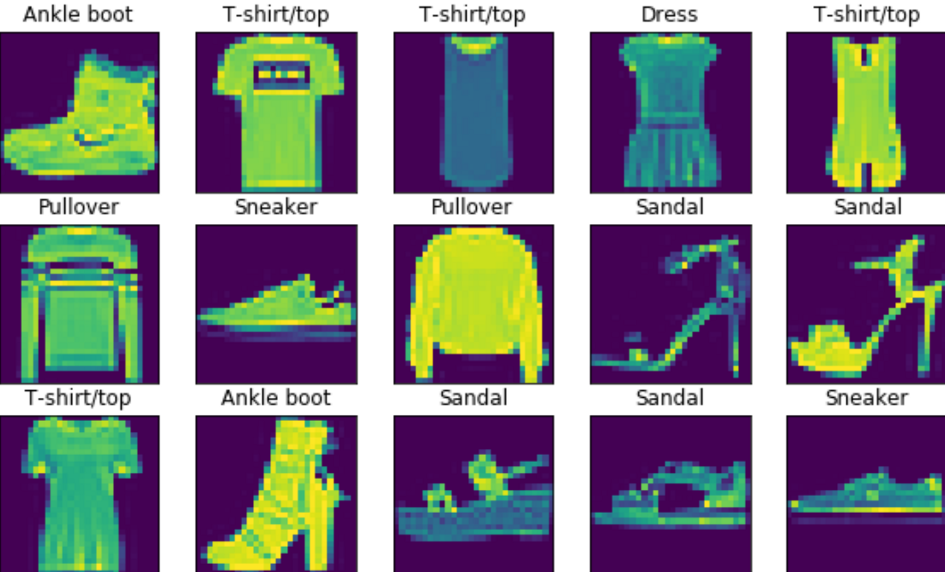 Ankle boot T-shirt/top T-shirt/top Dress T-shirt/top
Pullover Sneaker Pullover Sandal Sandal
T-shirt/top Ankle boot Sandal Sandal Sneaker